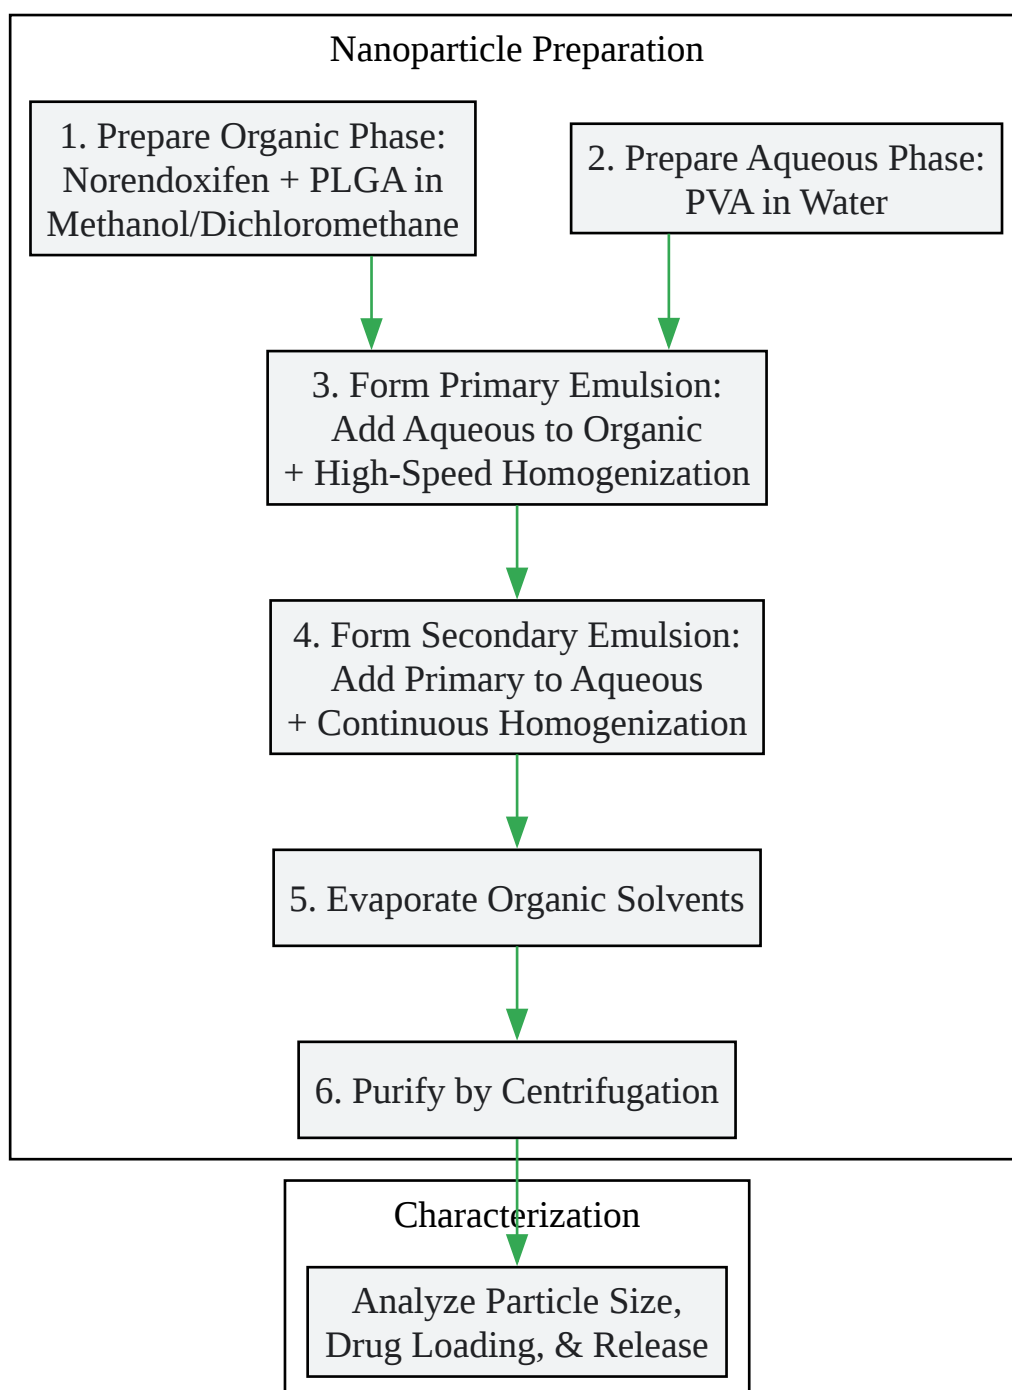 Nanoparticle Preparation
1. Prepare Organic Phase:
Norendoxifen + PLGA in
Methanol/Dichloromethane
2. Prepare Aqueous Phase:
PVA in Water
3. Form Primary Emulsion:
Add Aqueous to Organic
+ High-Speed Homogenization
4. Form Secondary Emulsion:
Add Primary to Aqueous
+ Continuous Homogenization
5. Evaporate Organic Solvents
6. Purify by Centrifugation
Characterization
Analyze Particle Size,
Drug Loading, & Release